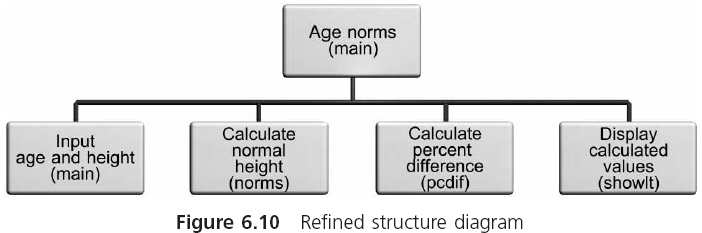 Age norms
(main)
Input
age and height
(main)
Calculate
normal
height
(norms)
Calculate
percent
difference
(pcdif)
Display
calculated
values
(showIt)
Figure 6.10 Refined structure diagram